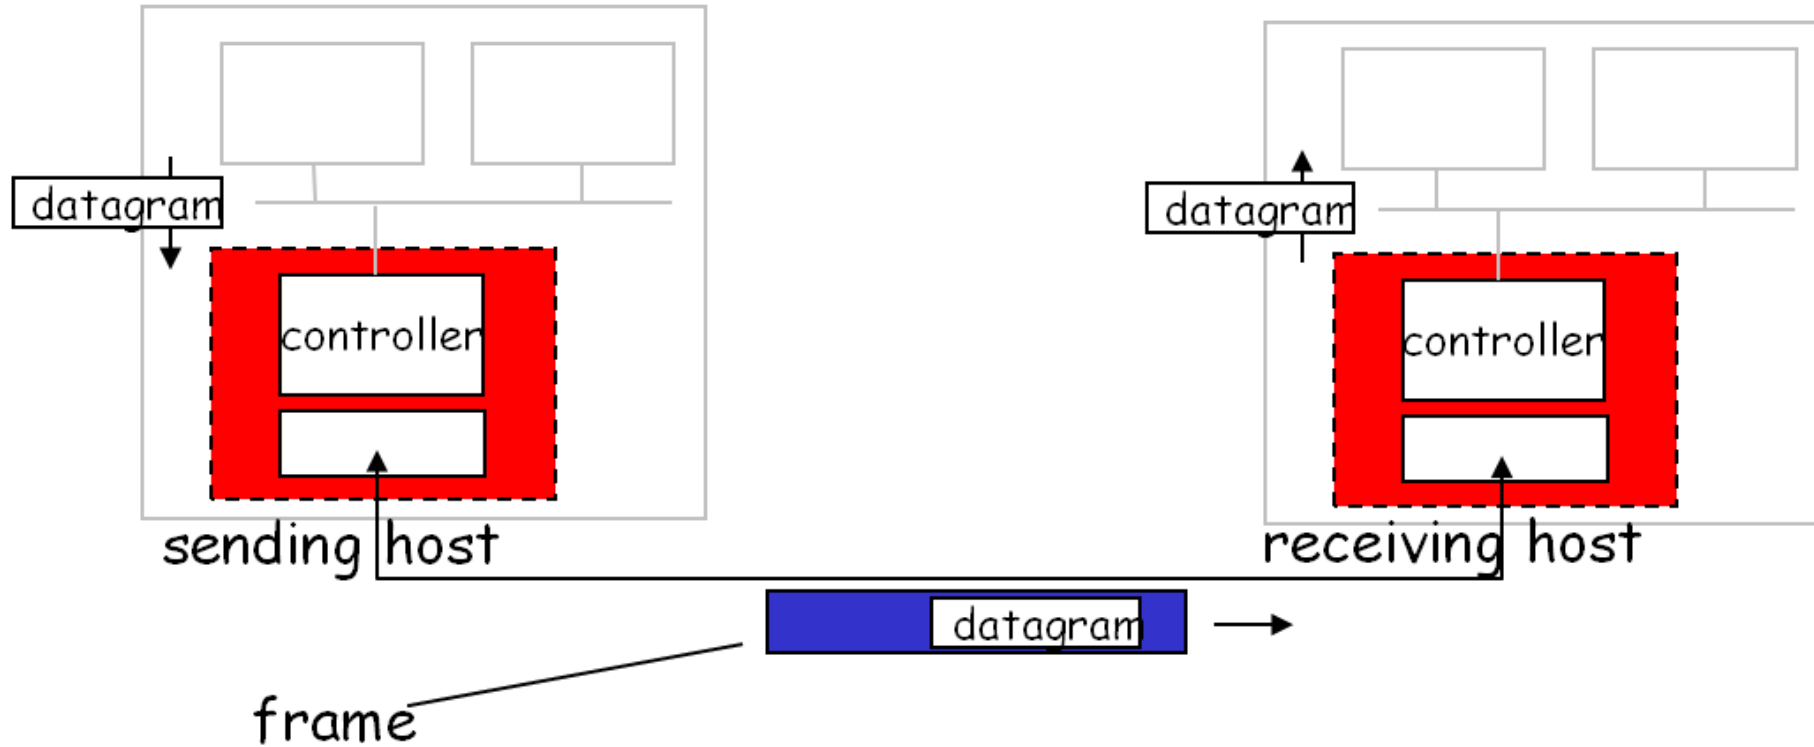 datagram
datagram
controller
controller
sending host
receiving host
datagram
frame